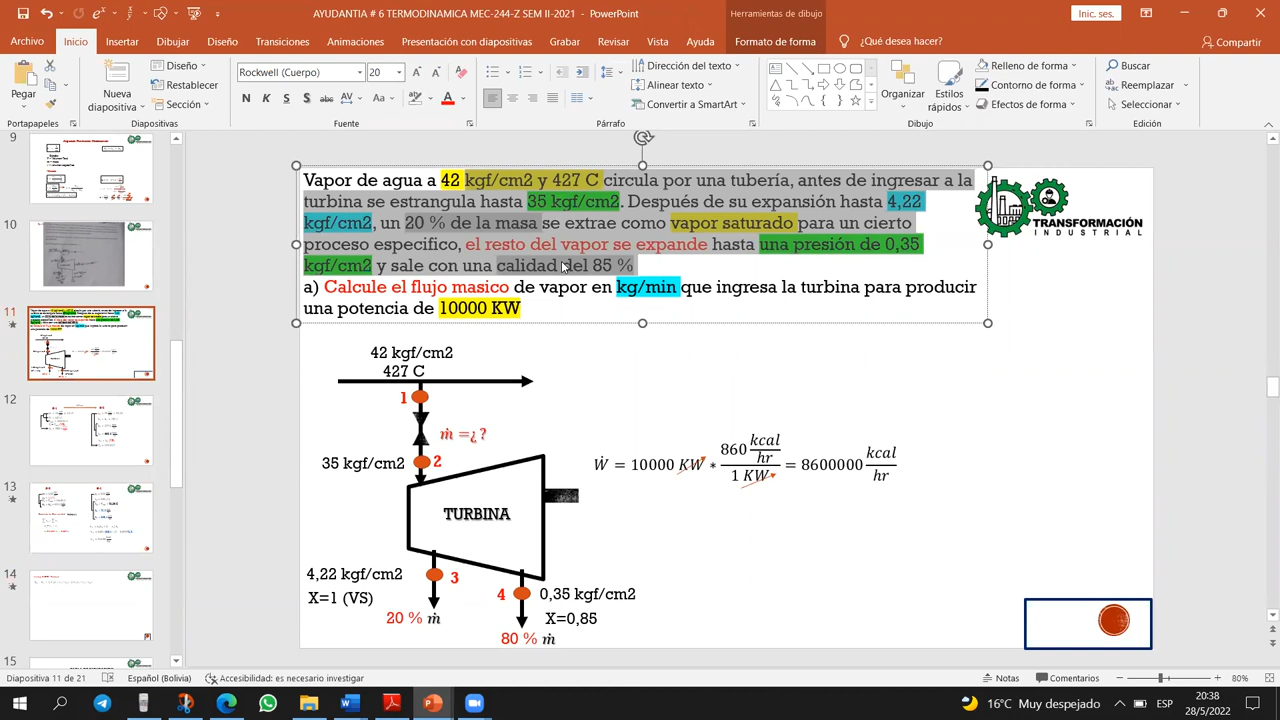 AYUDANTIA # 6 TERMODINAMICA MEC-244-Z SEM II-2021 - PowerPoint
Herramientas de dibujo
Inic. ses.
Archivo
Inicio
Insertar
Dibujar
Diseño
Transiciones
Animaciones
Presentación con diapositivas
Grabar
Revisar
Vista
Ayuda
Formato de forma
¿Qué desea hacer?
Compartir
Pegar
Nueva diapositiva
Diseño
Restablecer
Sección
Rockwell (Cuerpo)
20
N K S S abc AV Aa A
Dirección del texto
Alinear texto
Convertir a SmartArt
Organizar
Estilos rápidos
Relleno de forma
Contorno de forma
Efectos de forma
Buscar
Reemplazar
Seleccionar
Portapapeles
Diapositivas
Fuente
Párrafo
Dibujo
Edición
9
10
11
12
13
14
15
Vapor de agua a 42 kgf/cm2 y 427 C circula por una tubería, antes de ingresar a la
turbina se estrangula hasta 35 kgf/cm2. Después de su expansión hasta 4,22
kgf/cm2, un 20 % de la masa se extrae como vapor saturado para un cierto
proceso especifico, el resto del vapor se expande hasta una presión de 0,35
kgf/cm2 y sale con una calidad del 85 %
a) Calcule el flujo masico de vapor en kg/min que ingresa la turbina para producir
una potencia de 10000 KW
TRANSFORMACIÓN
INDUSTRIAL
42 kgf/cm2
427 C
1
ṁ =¿?
35 kgf/cm2
2
TURBINA
Ẇ = 10000 KW * 860 kcal/hr / 1 KW = 8600000 kcal/hr
4,22 kgf/cm2
3
X=1 (VS)
20 % ṁ
4
0,35 kgf/cm2
X=0,85
80 % ṁ
Diapositiva 11 de 21
Español (Bolivia)
Accesibilidad: es necesario investigar
Notas
Comentarios
80%
16°C Muy despejado
ESP
20:38
28/5/2022